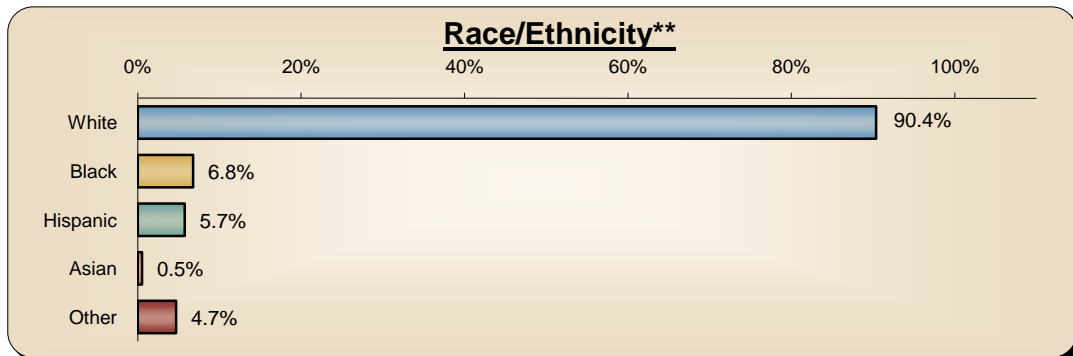 Race/Ethnicity**
0% 20% 40% 60% 80% 100%
White 90.4%
Black 6.8%
Hispanic 5.7%
Asian 0.5%
Other 4.7%